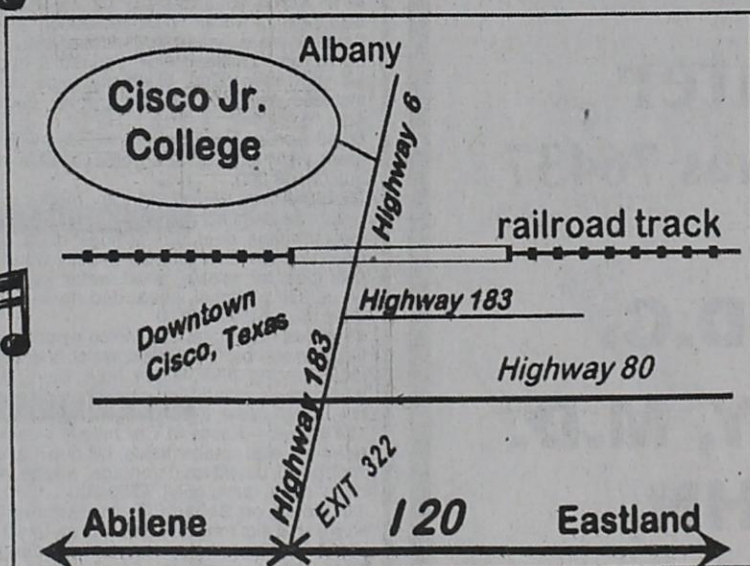 Albany
Cisco Jr.
College
Highway 6
railroad track
Highway 183
Downtown
Cisco, Texas
Highway 80
Highway 183
EXIT 322
I 20
Abilene
Eastland